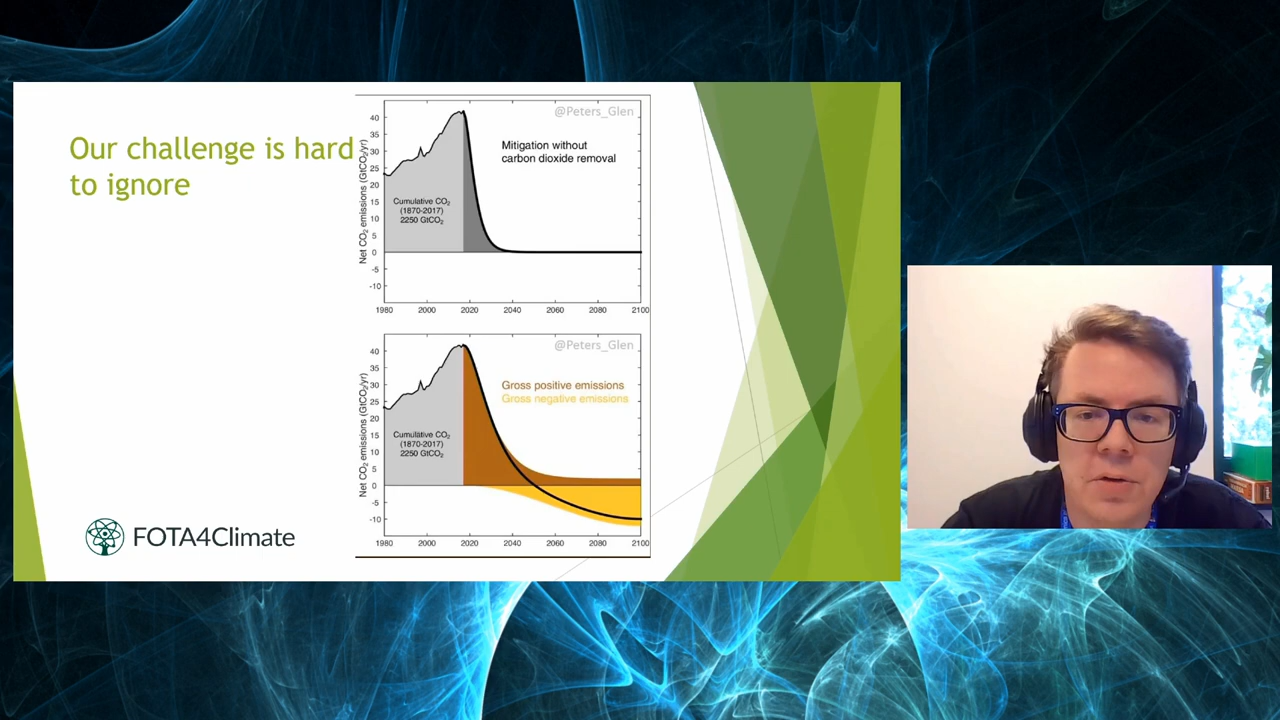 Our challenge is hard
to ignore
@Peters_Glen
Mitigation without
carbon dioxide removal
Cumulative CO₂
(1870-2017)
2250 GtCO₂
Net CO₂ emissions (GtCO₂/yr)
40
35
30
25
20
15
10
5
0
-5
-10
1980 2000 2020 2040 2060 2080 2100
@Peters_Glen
Gross positive emissions
Gross negative emissions
Cumulative CO₂
(1870-2017)
2250 GtCO₂
Net CO₂ emissions (GtCO₂/yr)
40
35
30
25
20
15
10
5
0
-5
-10
1980 2000 2020 2040 2060 2080 2100
FOTA4Climate